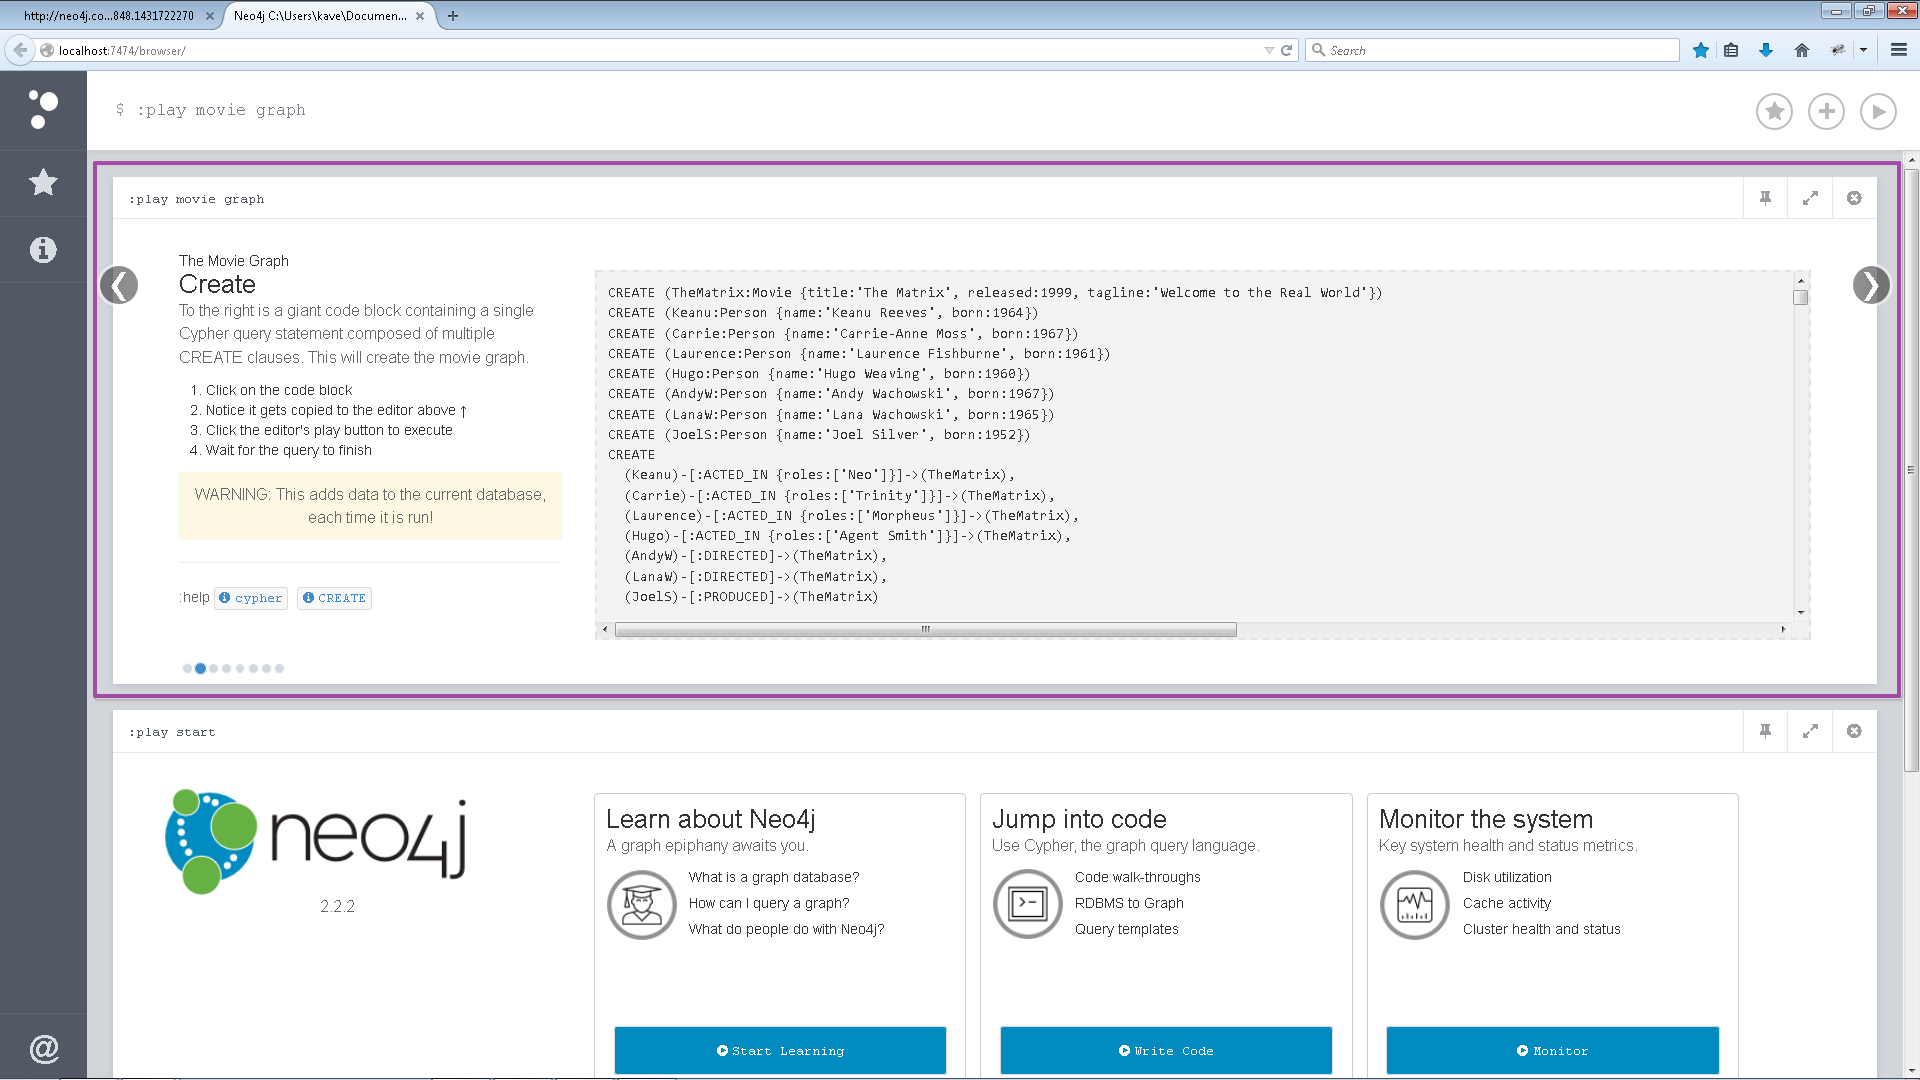 http://neo4j.co...848.1431722270
Neo4j C:\Users\kave\Documen...
localhost:7474/browser/
Search
$ :play movie graph
:play movie graph
The Movie Graph
Create
To the right is a giant code block containing a single
Cypher query statement composed of multiple
CREATE clauses. This will create the movie graph.
1. Click on the code block
2. Notice it gets copied to the editor above ↑
3. Click the editor's play button to execute
4. Wait for the query to finish
WARNING: This adds data to the current database,
each time it is run!
:help cypher CREATE
CREATE (TheMatrix:Movie {title:'The Matrix', released:1999, tagline:'Welcome to the Real World'})
CREATE (Keanu:Person {name:'Keanu Reeves', born:1964})
CREATE (Carrie:Person {name:'Carrie-Anne Moss', born:1967})
CREATE (Laurence:Person {name:'Laurence Fishburne', born:1961})
CREATE (Hugo:Person {name:'Hugo Weaving', born:1960})
CREATE (AndyW:Person {name:'Andy Wachowski', born:1967})
CREATE (LanaW:Person {name:'Lana Wachowski', born:1965})
CREATE (JoelS:Person {name:'Joel Silver', born:1952})
CREATE
(Keanu)-[:ACTED_IN {roles:['Neo']}]->(TheMatrix),
(Carrie)-[:ACTED_IN {roles:['Trinity']}]->(TheMatrix),
(Laurence)-[:ACTED_IN {roles:['Morpheus']}]->(TheMatrix),
(Hugo)-[:ACTED_IN {roles:['Agent Smith']}]->(TheMatrix),
(AndyW)-[:DIRECTED]->(TheMatrix),
(LanaW)-[:DIRECTED]->(TheMatrix),
(JoelS)-[:PRODUCED]->(TheMatrix)
:play start
neo4j
2.2.2
Learn about Neo4j
A graph epiphany awaits you.
What is a graph database?
How can I query a graph?
What do people do with Neo4j?
Start Learning
Jump into code
Use Cypher, the graph query language.
Code walk-throughs
RDBMS to Graph
Query templates
Write Code
Monitor the system
Key system health and status metrics.
Disk utilization
Cache activity
Cluster health and status
Monitor